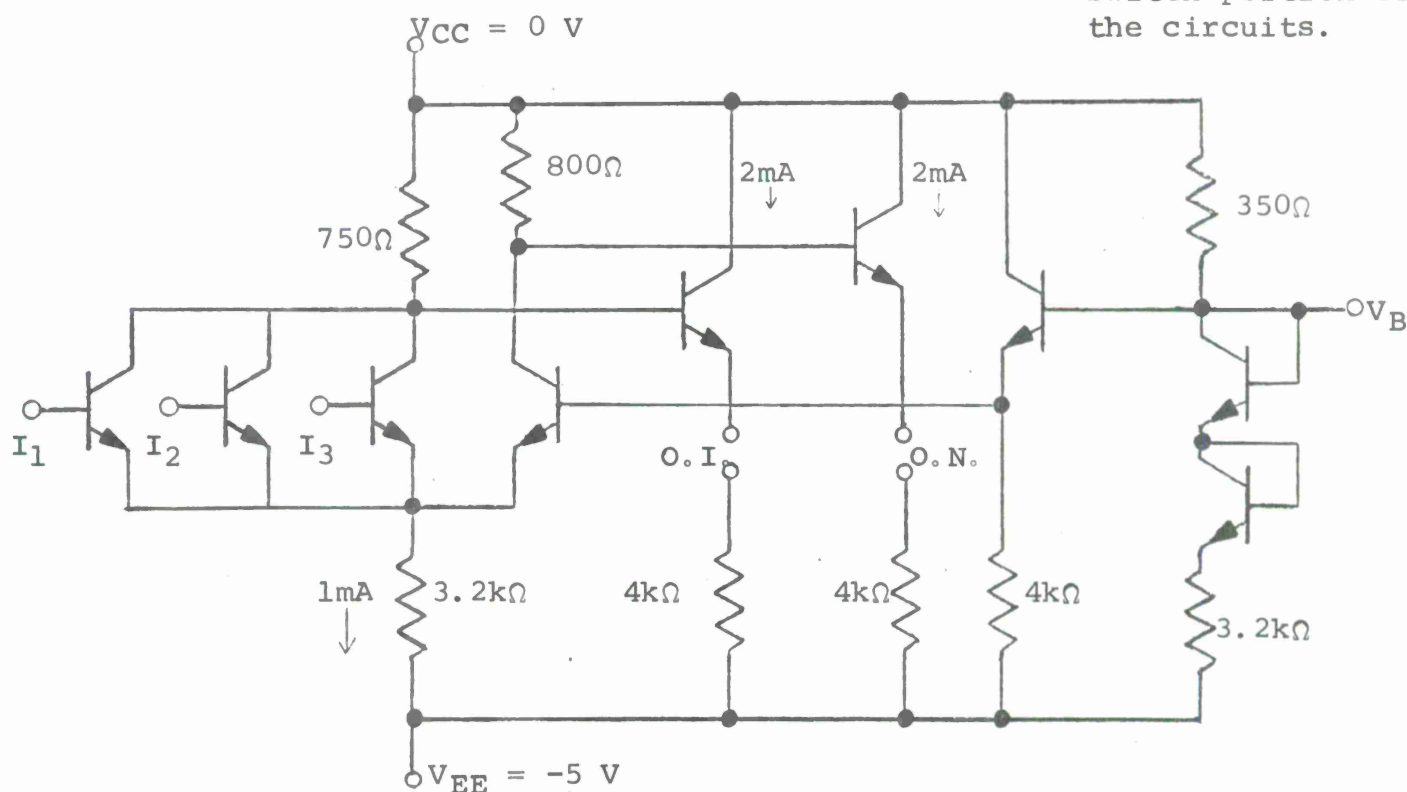 the circuits.
VCC = 0 V
800Ω
2mA
2mA
350Ω
750Ω
VB
I1
I2
I3
O.I.
O.N.
1mA
3.2kΩ
4kΩ
4kΩ
4kΩ
3.2kΩ
VEE = -5 V